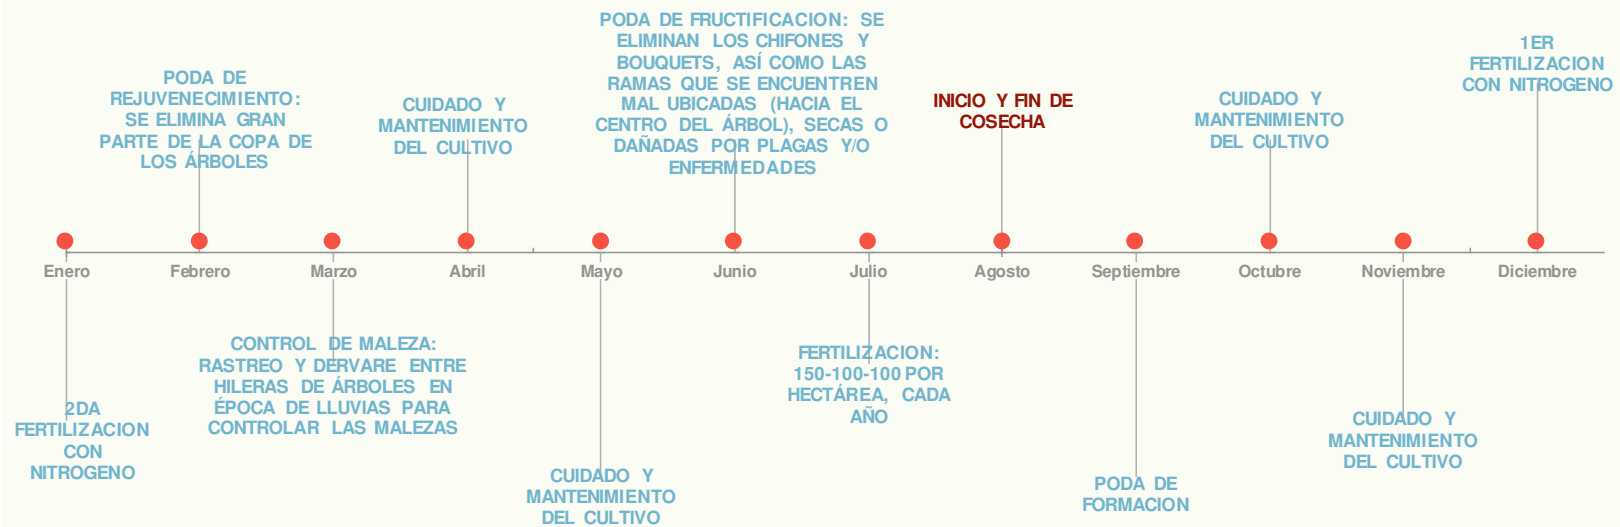 PODA DE
REJUVENECIMIENTO:
SE ELIMINA GRAN
PARTE DE LA COPA DE
LOS ÁRBOLES
CUIDADO Y
MANTENIMIENTO
DEL CULTIVO
PODA DE FRUCTIFICACION: SE
ELIMINAN LOS CHIFONES Y
BOUQUETS, ASÍ COMO LAS
RAMAS QUE SE ENCUENTREN
MAL UBICADAS (HACIA EL
CENTRO DEL ÁRBOL), SECAS O
DAÑADAS POR PLAGAS Y/O
ENFERMEDADES
INICIO Y FIN DE
COSECHA
CUIDADO Y
MANTENIMIENTO
DEL CULTIVO
1ER
FERTILIZACION
CON NITROGENO
Enero Febrero Marzo Abril Mayo Junio Julio Agosto Septiembre Octubre Noviembre Diciembre
2DA
FERTILIZACION
CON
NITROGENO
CONTROL DE MALEZA:
RASTREO Y DERVARE ENTRE
HILERAS DE ÁRBOLES EN
ÉPOCA DE LLUVIAS PARA
CONTROLAR LAS MALEZAS
CUIDADO Y
MANTENIMIENTO
DEL CULTIVO
FERTILIZACION:
150-100-100 POR
HECTÁREA, CADA
AÑO
PODA DE
FORMACION
CUIDADO Y
MANTENIMIENTO
DEL CULTIVO